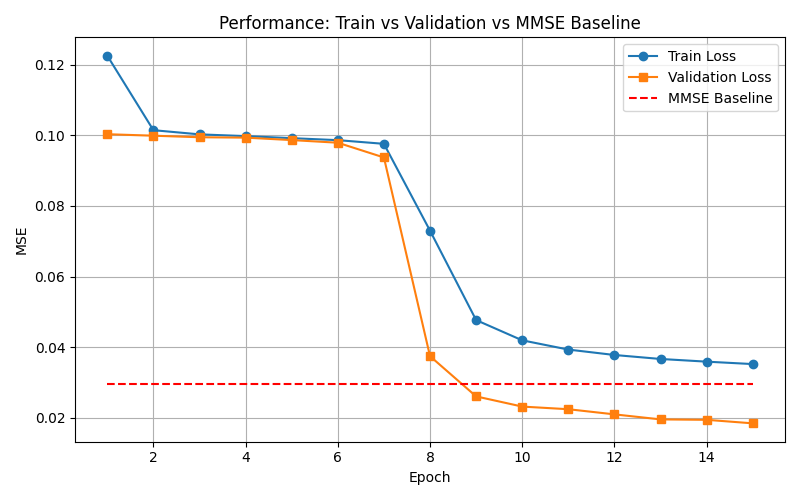 Performance: Train vs Validation vs MMSE Baseline
Train Loss
Validation Loss
MMSE Baseline
MSE
0.12
0.10
0.08
0.06
0.04
0.02
2
4
6
8
10
12
14
Epoch